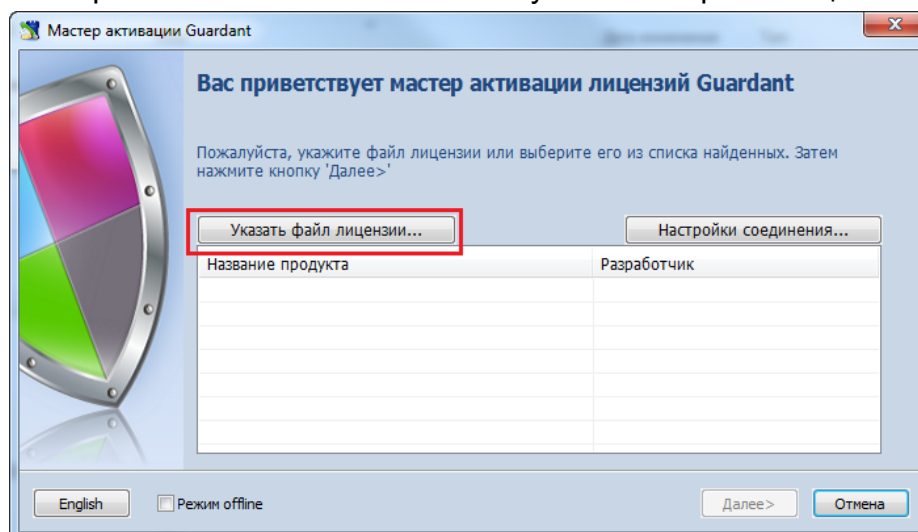 Мастер активации Guardant
Вас приветствует мастер активации лицензий Guardant
Пожалуйста, укажите файл лицензии или выберите его из списка найденных. Затем
нажмите кнопку 'Далее>'
Указать файл лицензии...
Настройки соединения...
Название продукта
Разработчик
English
Режим offline
Далее>
Отмена